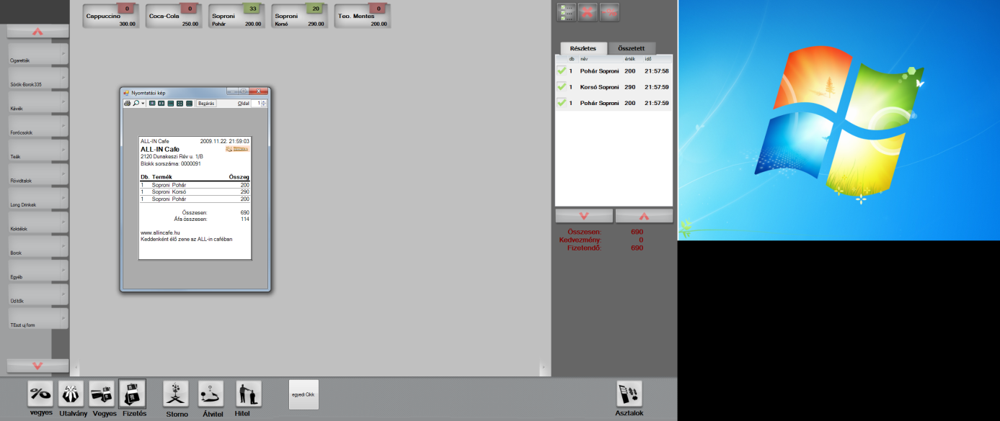 Cappuccino 0
300.00
Coca-Cola 0
250.00
Soproni 33
Pohár 200.00
Soproni 20
Korsó 290.00
Teo. Mentes 0
200.00
Cigaretták
Sörök-Borok335
Kávék
Forrócsokik
Teák
Röviditalok
Long Drinkek
Koktélok
Borok
Egyéb
Üdítők
TEszt uj form
Nyomtatási kép
Bezárás Oldal 1
ALL-IN Cafe 2009.11.22. 21:59:03
ALL-IN Cafe
2120 Dunakeszi Rév u. 1/B
Blokk sorszáma: 0000091
Db. Termék Összeg
1 Soproni Pohár 200
1 Soproni Korsó 290
1 Soproni Pohár 200
Összesen: 690
Áfa összesen: 114
www.allincafe.hu
Keddenként élő zene az ALL-in caféban
Részletes Összetett
db név érték idő
1 Pohár Soproni 200 21:57:58
1 Korsó Soproni 290 21:57:59
1 Pohár Soproni 200 21:57:59
Összesen: 690
Kedvezmény: 0
Fizetendő: 690
vegyes Utalvány Vegyes Fizetés Storno Átvitel Hitel egyedi Cikk Asztalok